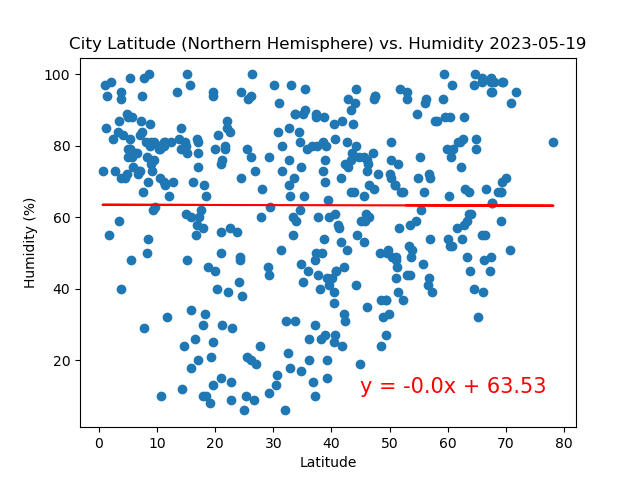 City Latitude (Northern Hemisphere) vs. Humidity 2023-05-19
100
80
60
40
20
Humidity (%)
y = -0.0x + 63.53
0 10 20 30 40 50 60 70 80
Latitude